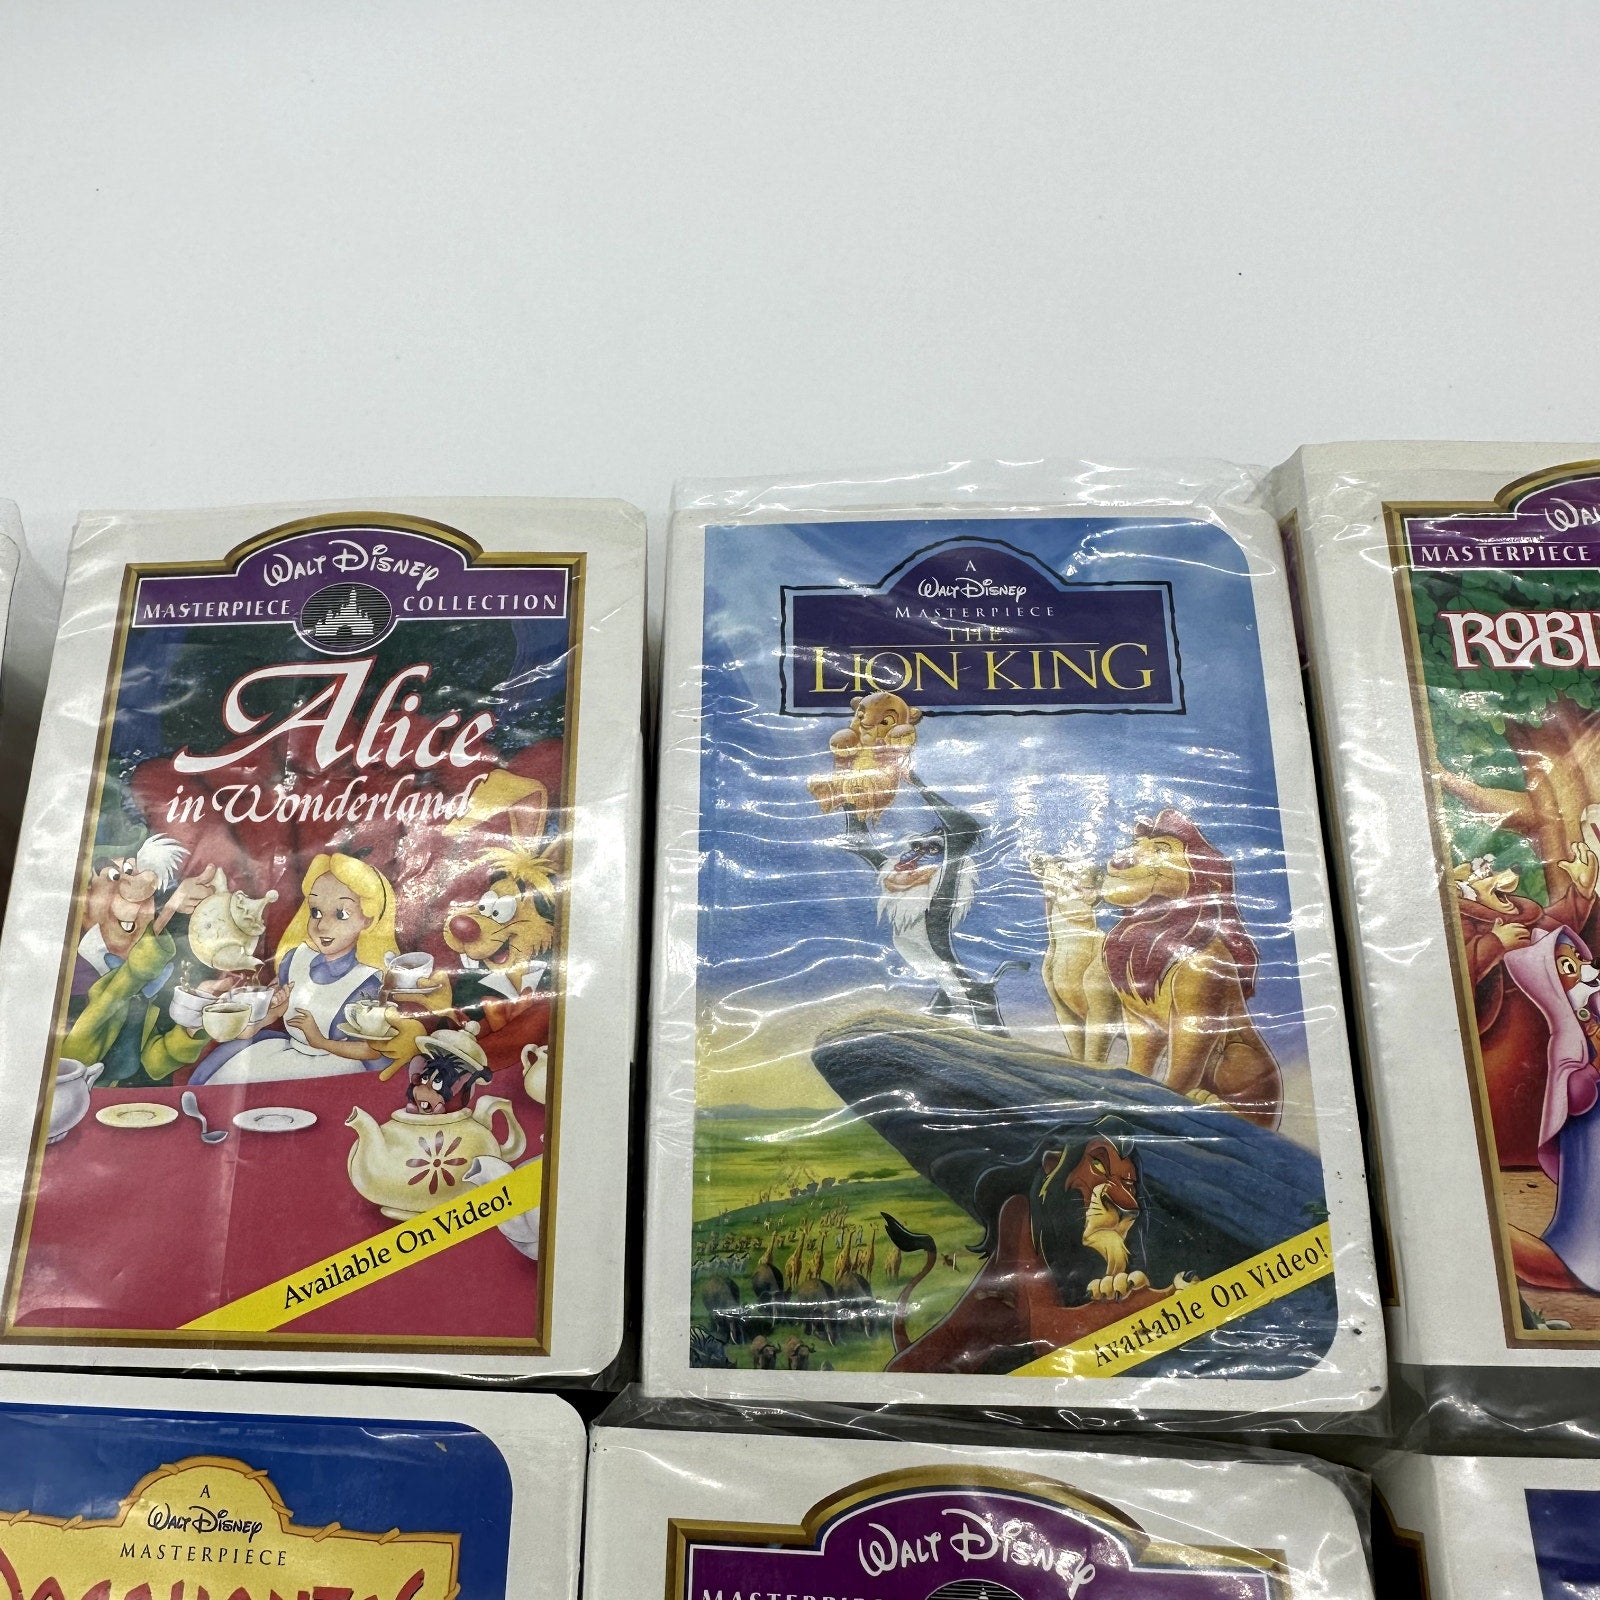 WALT DISNEY
MASTERPIECE COLLECTION
Alice
in Wonderland
Available On Video!
A
WALT DISNEY
MASTERPIECE
THE
LION KING
Available On Video!
MASTERPIECE
A
WALT DISNEY
MASTERPIECE
WALT DISNEY